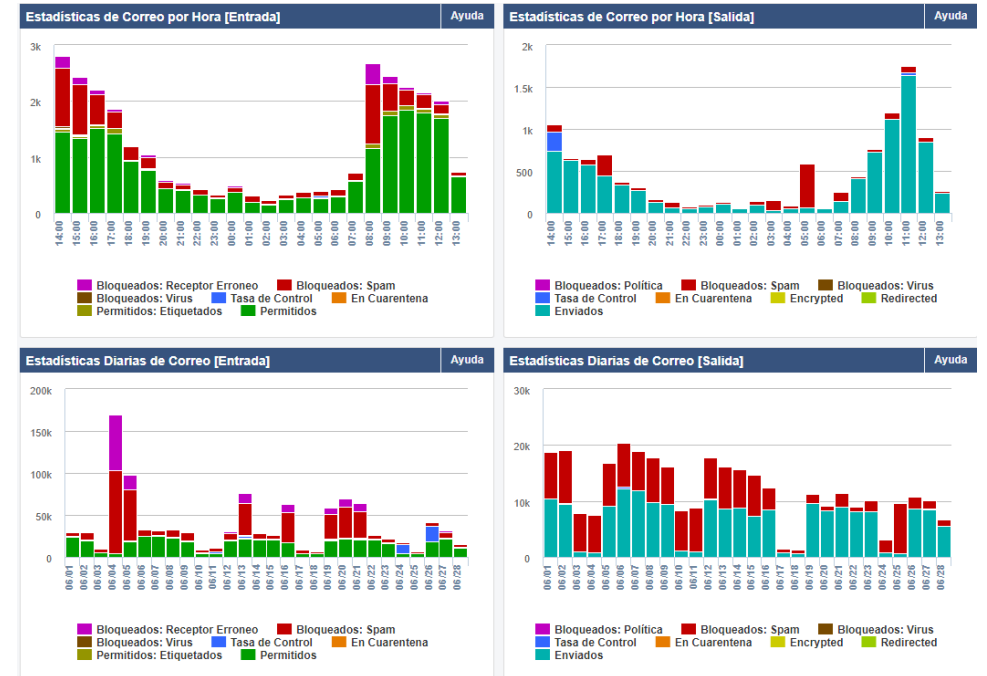 Estadísticas de Correo por Hora [Entrada] Ayuda
3k
2k
1k
0
14:00 15:00 16:00 17:00 18:00 19:00 20:00 21:00 22:00 23:00 00:00 01:00 02:00 03:00 04:00 05:00 06:00 07:00 08:00 09:00 10:00 11:00 12:00 13:00
Bloqueados: Receptor Erroneo Bloqueados: Spam
Bloqueados: Virus Tasa de Control En Cuarentena
Permitidos: Etiquetados Permitidos
Estadísticas de Correo por Hora [Salida] Ayuda
2k
1.5k
1k
500
0
14:00 15:00 16:00 17:00 18:00 19:00 20:00 21:00 22:00 23:00 00:00 01:00 02:00 03:00 04:00 05:00 06:00 07:00 08:00 09:00 10:00 11:00 12:00 13:00
Bloqueados: Política Bloqueados: Spam Bloqueados: Virus
Tasa de Control En Cuarentena Encrypted Redirected
Enviados
Estadísticas Diarias de Correo [Entrada] Ayuda
200k
150k
100k
50k
0
06/01 06/02 06/03 06/04 06/05 06/06 06/07 06/08 06/09 06/10 06/11 06/12 06/13 06/14 06/15 06/16 06/17 06/18 06/19 06/20 06/21 06/22 06/23 06/24 06/25 06/26 06/27 06/28
Bloqueados: Receptor Erroneo Bloqueados: Spam
Bloqueados: Virus Tasa de Control En Cuarentena
Permitidos: Etiquetados Permitidos
Estadísticas Diarias de Correo [Salida] Ayuda
30k
20k
10k
0
06/01 06/02 06/03 06/04 06/05 06/06 06/07 06/08 06/09 06/10 06/11 06/12 06/13 06/14 06/15 06/16 06/17 06/18 06/19 06/20 06/21 06/22 06/23 06/24 06/25 06/26 06/27 06/28
Bloqueados: Política Bloqueados: Spam Bloqueados: Virus
Tasa de Control En Cuarentena Encrypted Redirected
Enviados